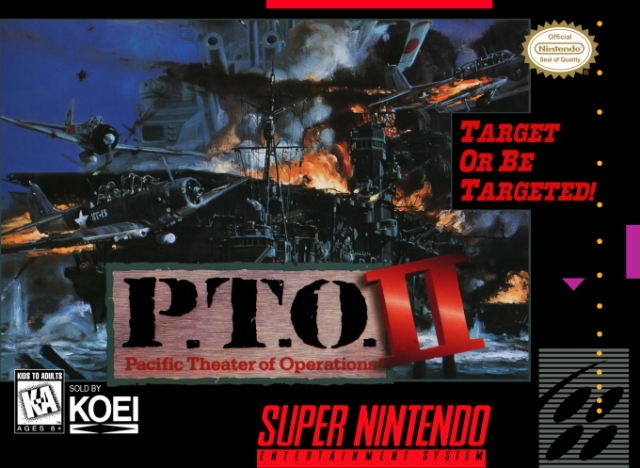 Official
Nintendo
Seal of Quality
TARGET
OR BE
TARGETED!
P.T.O. II
Pacific Theater of Operations
KIDS TO ADULTS
KA
AGES 6+
SOLD BY
KOEI
SUPER NINTENDO
ENTERTAINMENT SYSTEM